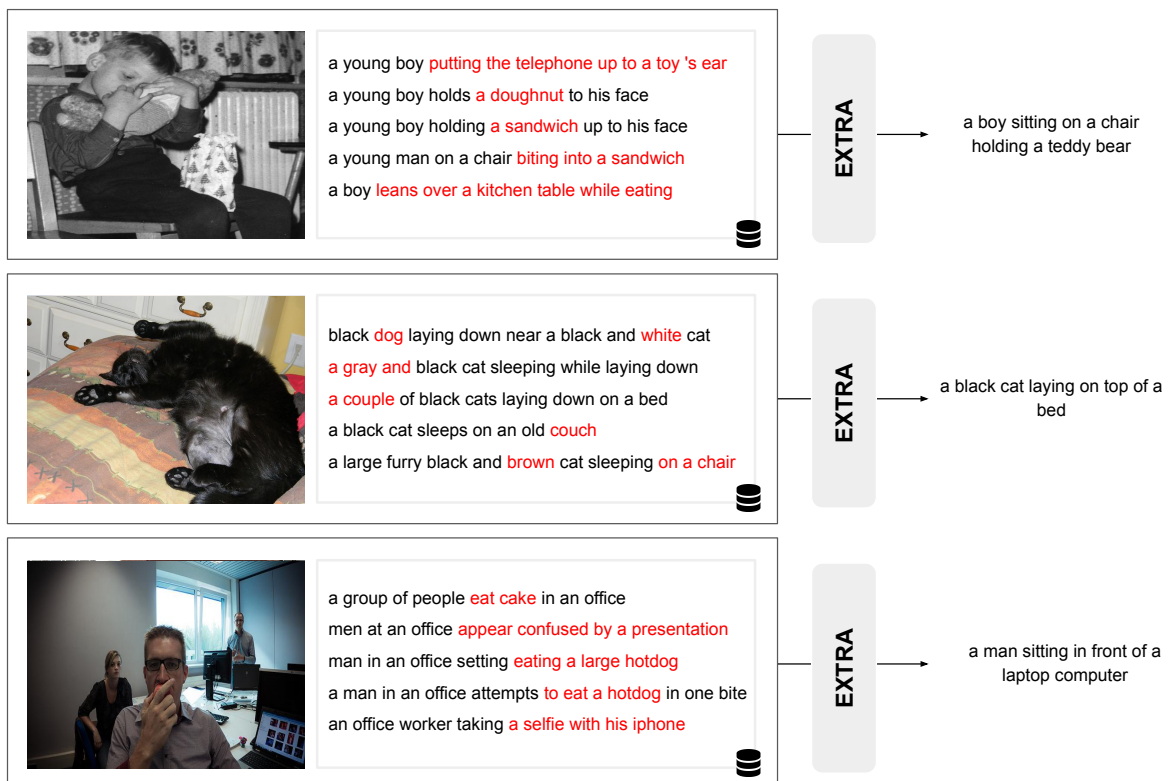 a young boy putting the telephone up to a toy 's ear
a young boy holds a doughnut to his face
a young boy holding a sandwich up to his face
a young man on a chair biting into a sandwich
a boy leans over a kitchen table while eating
EXTRA
a boy sitting on a chair
holding a teddy bear
black dog laying down near a black and white cat
a gray and black cat sleeping while laying down
a couple of black cats laying down on a bed
a black cat sleeps on an old couch
a large furry black and brown cat sleeping on a chair
EXTRA
a black cat laying on top of a
bed
a group of people eat cake in an office
men at an office appear confused by a presentation
man in an office setting eating a large hotdog
a man in an office attempts to eat a hotdog in one bite
an office worker taking a selfie with his iphone
EXTRA
a man sitting in front of a
laptop computer